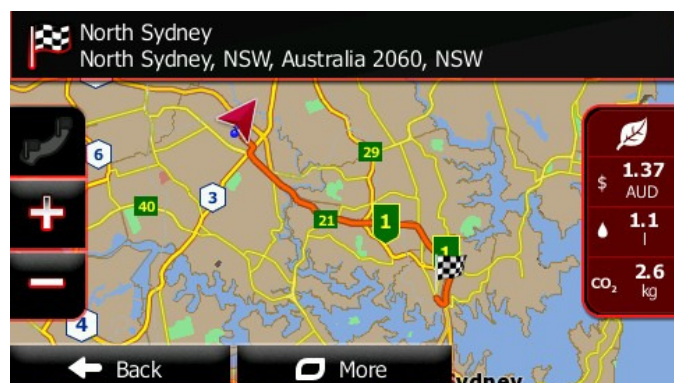 North Sydney
North Sydney, NSW, Australia 2060, NSW
6
29
3
40
21
1
1
4
$ 1.37
AUD
1.1
l
CO₂ 2.6
kg
Back
More
ydney